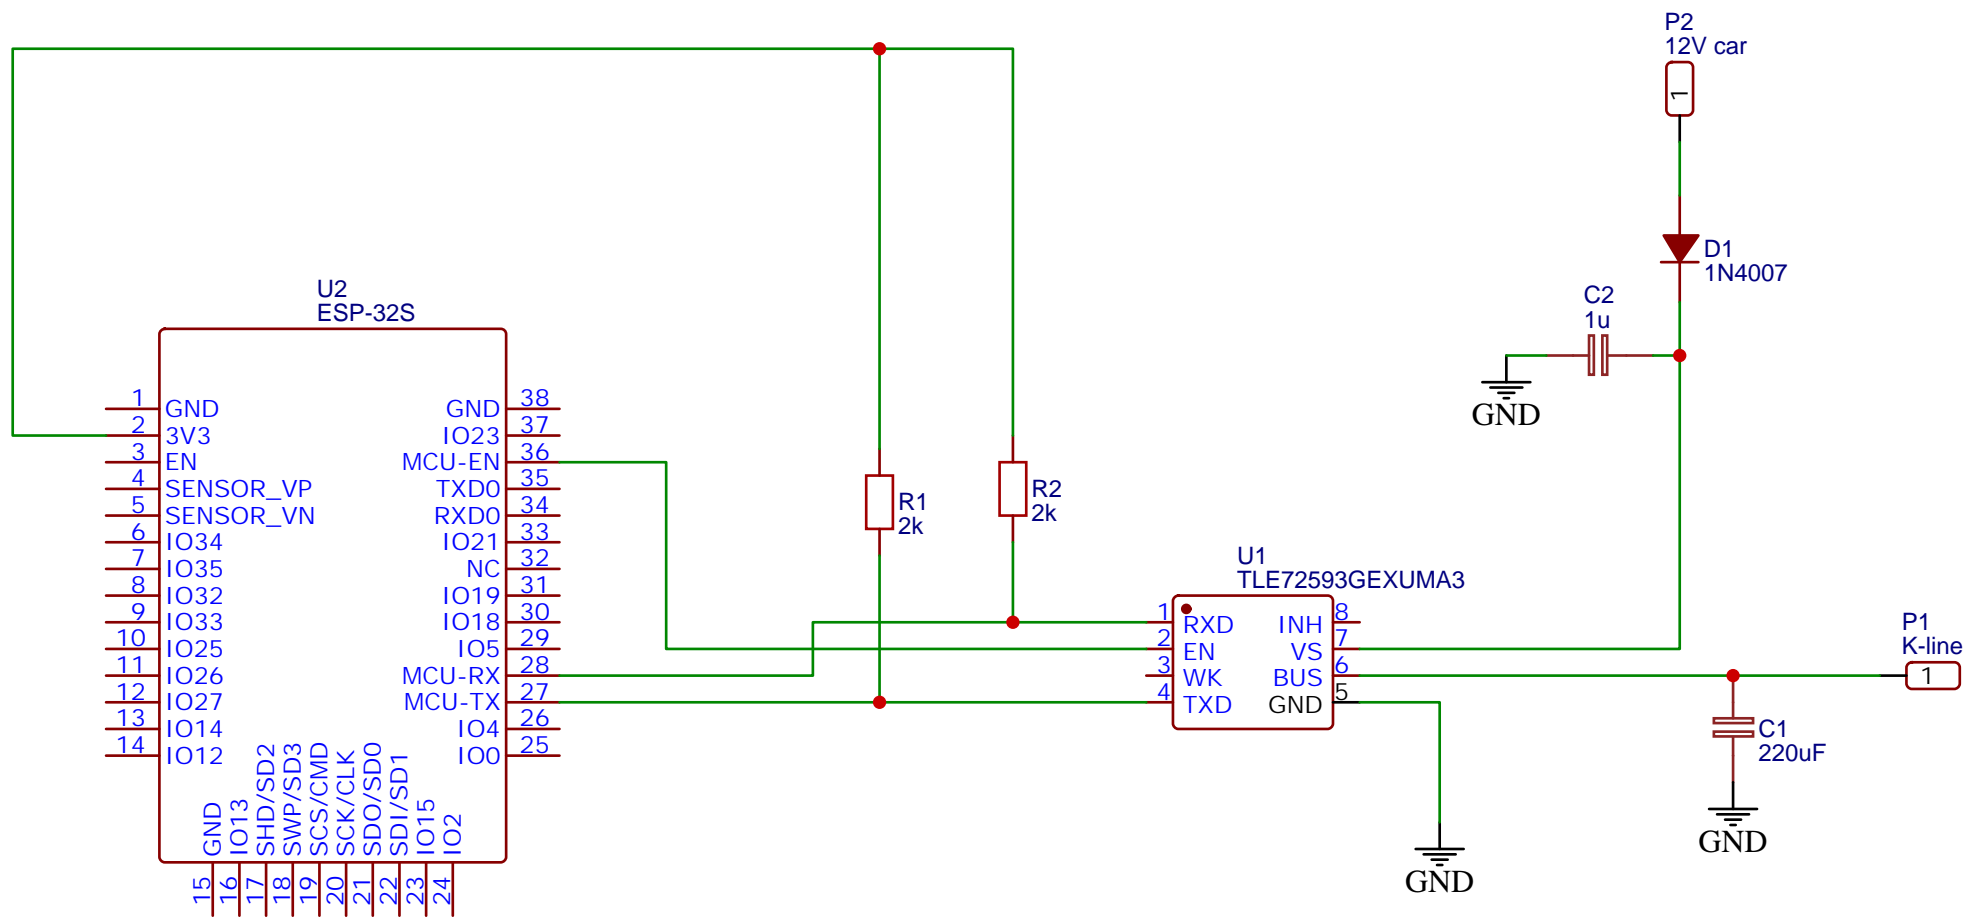 P2
12V car
1
D1
1N4007
C2
1u
GND
U2
ESP-32S
1 GND
2 3V3
3 EN
4 SENSOR_VP
5 SENSOR_VN
6 IO34
7 IO35
8 IO32
9 IO33
10 IO25
11 IO26
12 IO27
13 IO14
14 IO12
GND 38
IO23 37
MCU-EN 36
TXD0 35
RXD0 34
IO21 33
NC 32
IO19 31
IO18 30
IO5 29
MCU-RX 28
MCU-TX 27
IO4 26
IO0 25
GND 15
IO13 16
SHD/SD2 17
SWP/SD3 18
SCS/CMD 19
SCK/CLK 20
SDO/SD0 21
SDI/SD1 22
IO15 23
IO2 24
R1
2k
R2
2k
U1
TLE72593GEXUMA3
1 RXD
2 EN
3 WK
4 TXD
INH 8
VS 7
BUS 6
GND 5
GND
P1
K-line
1
C1
220uF
GND